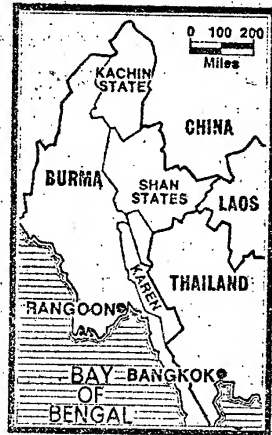 0 100 200
Miles
KACHIN
STATE
CHINA
BURMA
SHAN
STATES
LAOS
KAREN
THAILAND
RANGOON
BAY
OF
BENGAL
BANGKOK